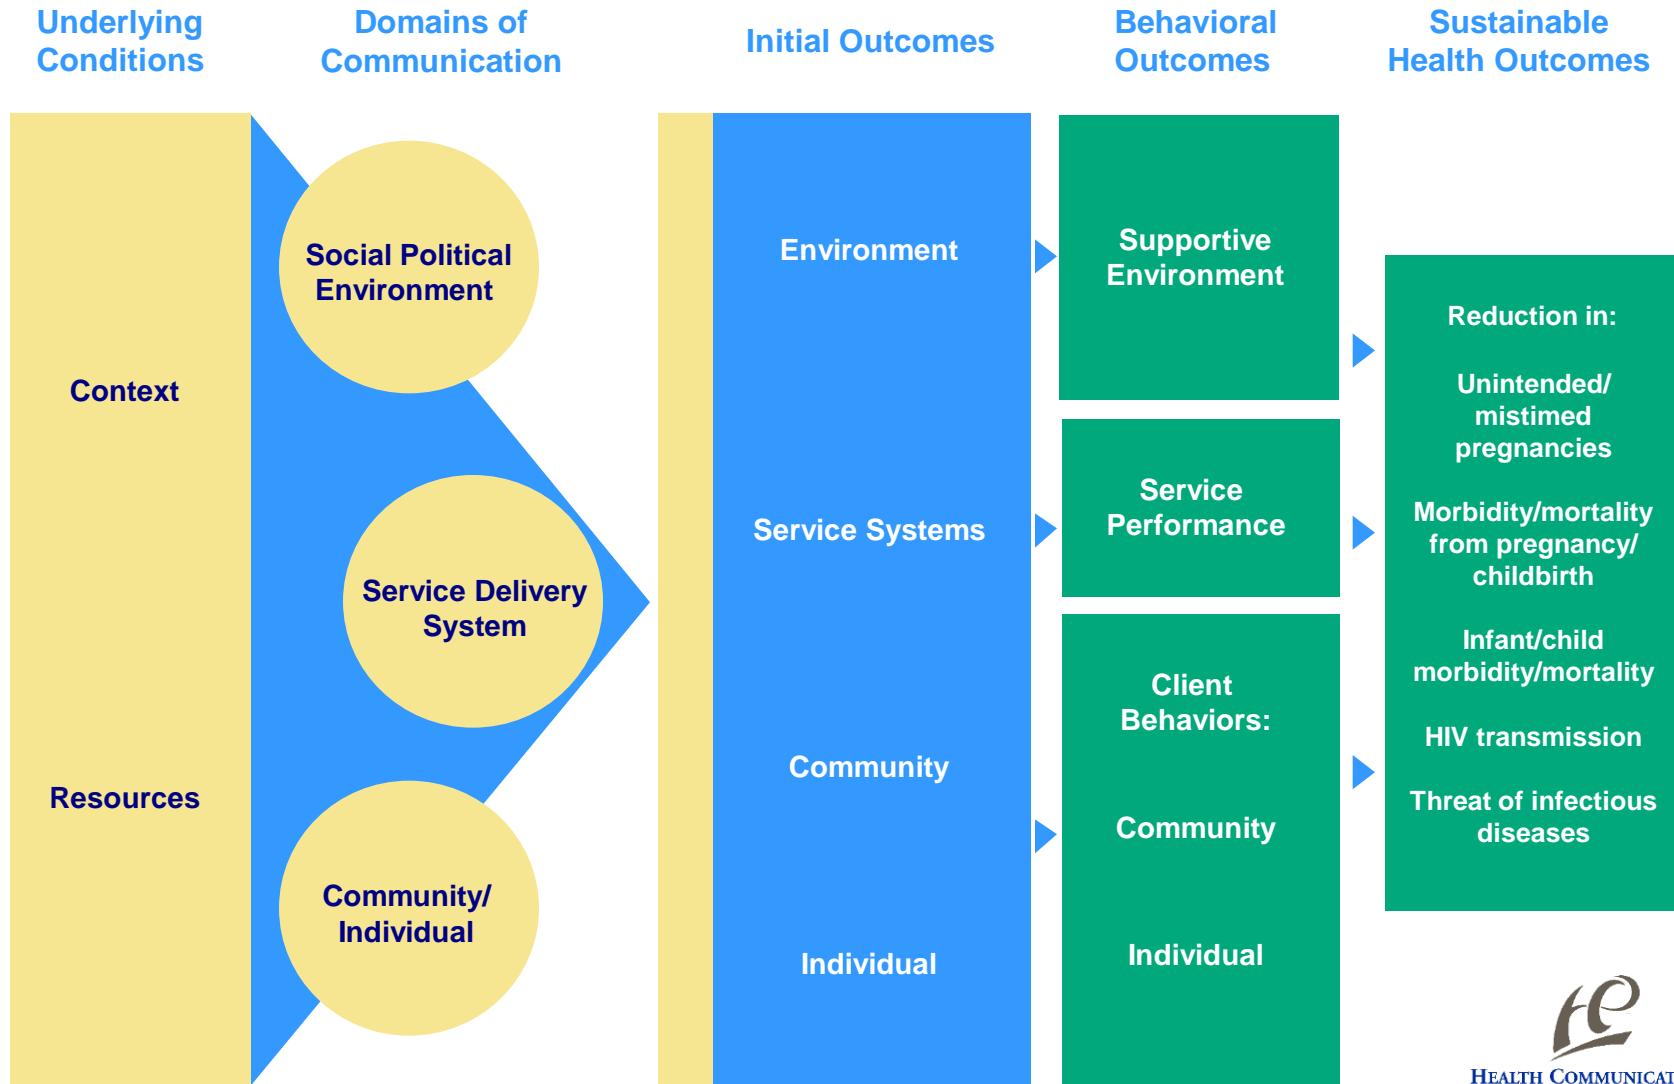 Underlying
Conditions
Domains of
Communication
Initial Outcomes
Behavioral
Outcomes
Sustainable
Health Outcomes
Context
Resources
Social Political
Environment
Service Delivery
System
Community/
Individual
Environment
Service Systems
Community
Individual
Supportive
Environment
Service
Performance
Client
Behaviors:
Community
Individual
Reduction in:
Unintended/
mistimed
pregnancies
Morbidity/mortality
from pregnancy/
childbirth
Infant/child
morbidity/mortality
HIV transmission
Threat of infectious
diseases
HEALTH COMMUNICAT